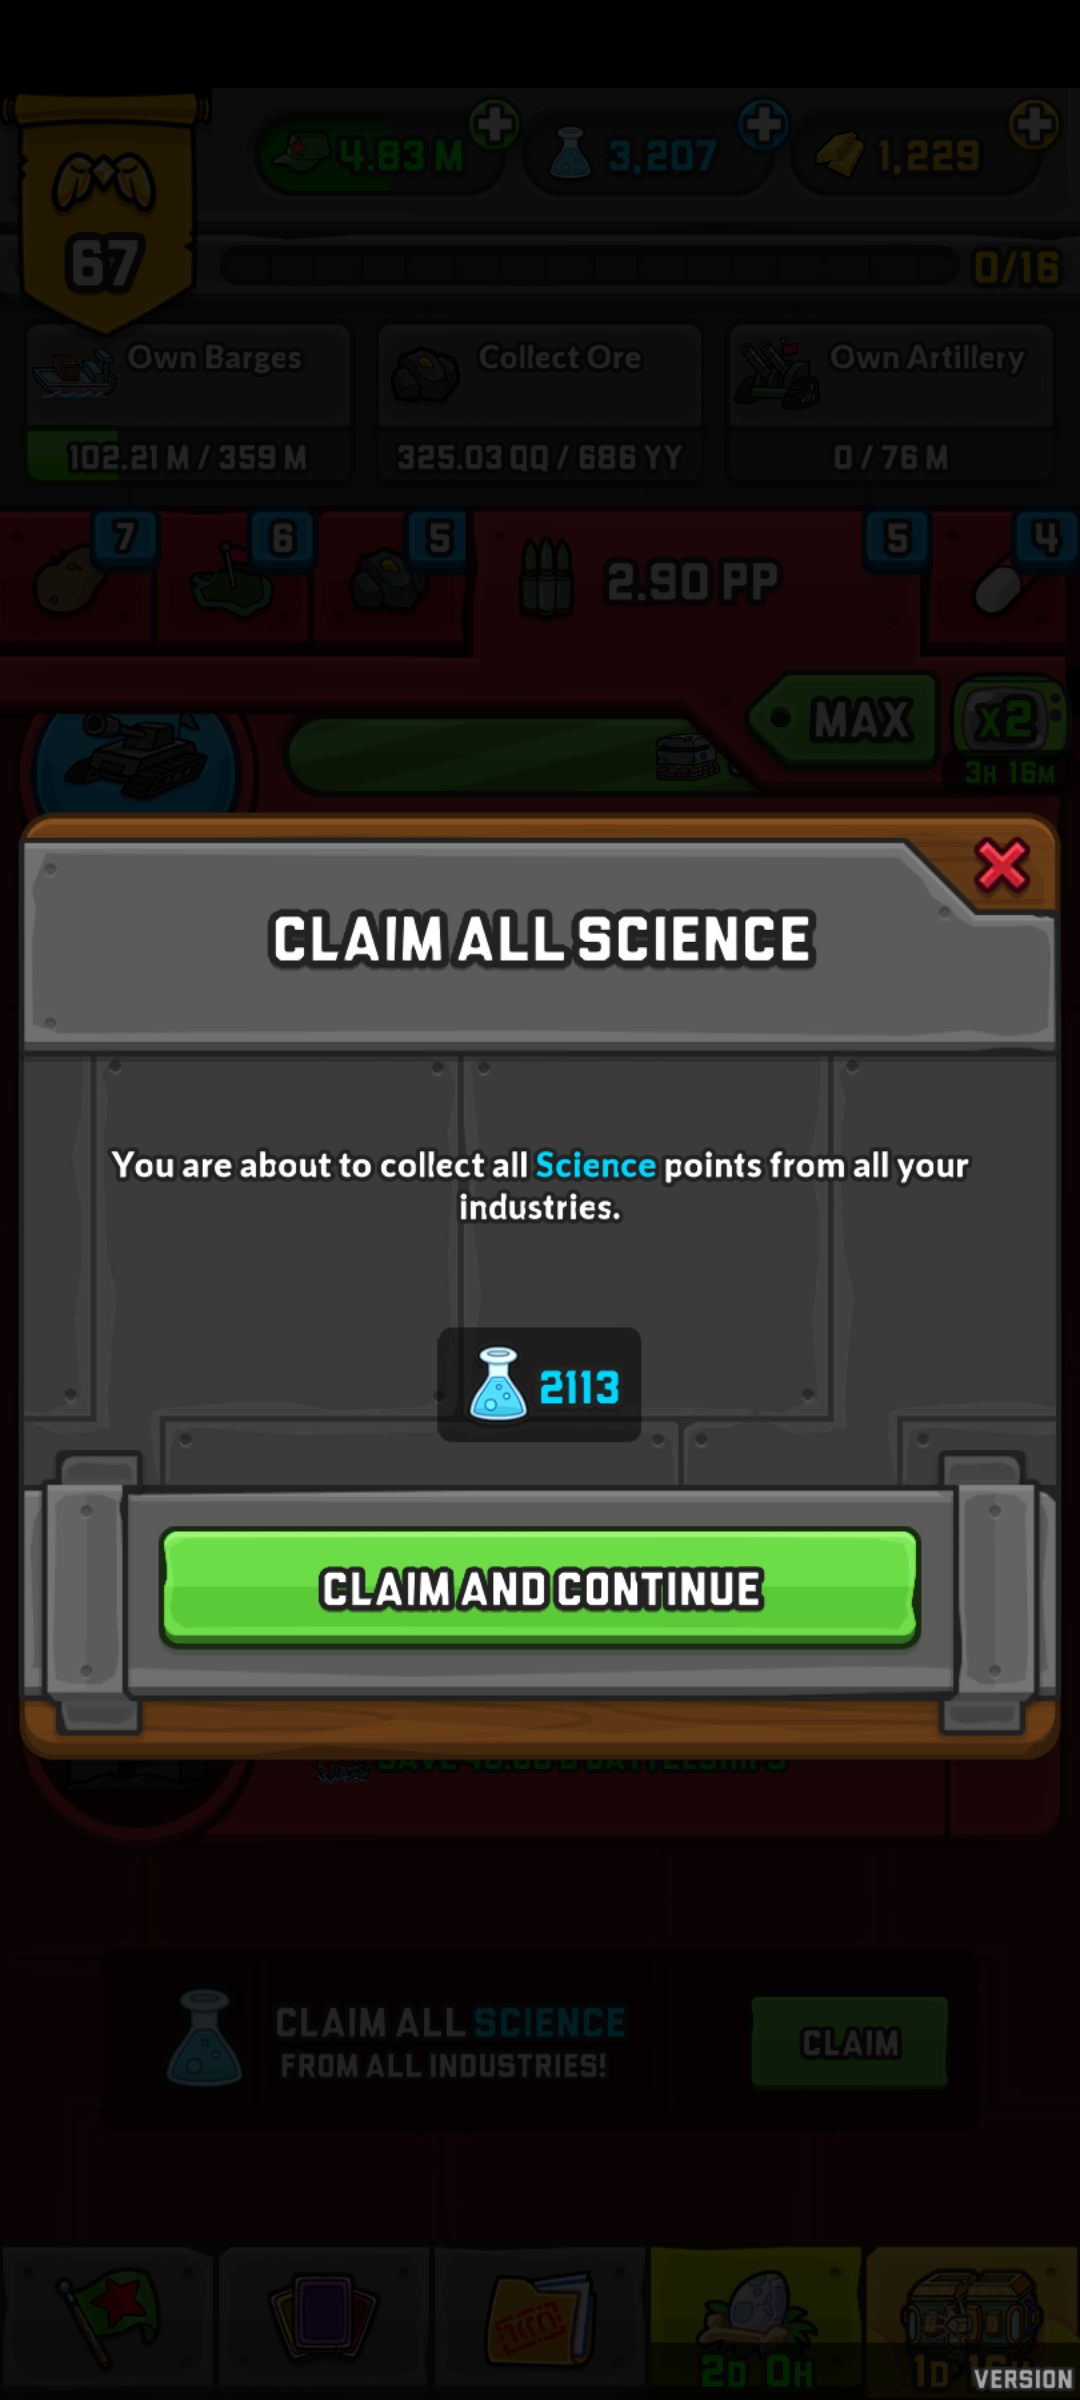 4.83 M
3,207
1,229
67
0/16
Own Barges
Collect Ore
Own Artillery
102.21 M / 359 M
325.03 QQ / 686 YY
0 / 76 M
7
6
5
2.90 PP
5
4
MAX
X2
3H 16M
CLAIM ALL SCIENCE
You are about to collect all Science points from all your
industries.
2113
CLAIM AND CONTINUE
CLAIM ALL SCIENCE
FROM ALL INDUSTRIES!
CLAIM
2D 0H
1D
VERSION